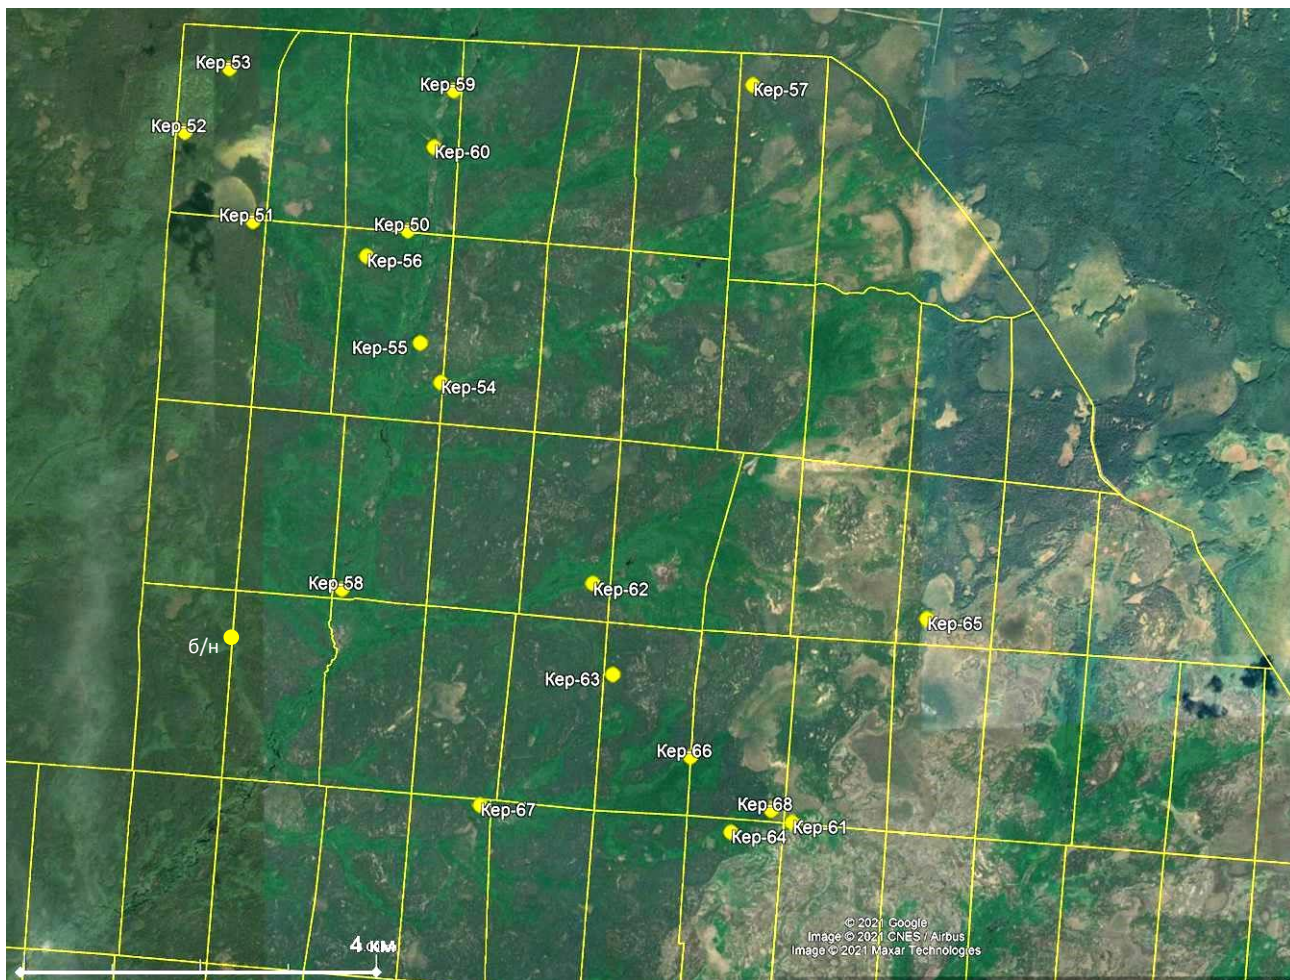 Кер-53
Кер-59
Кер-57
Кер-52
Кер-60
Кер-51
Кер-50
Кер-56
Кер-55
Кер-54
Кер-58
Кер-62
Кер-65
б/н
Кер-63
Кер-66
Кер-67
Кер-68
Кер-61
Кер-64
© 2021 Google
Image © 2021 CNES / Airbus
Image © 2021 Maxar Technologies
4 км